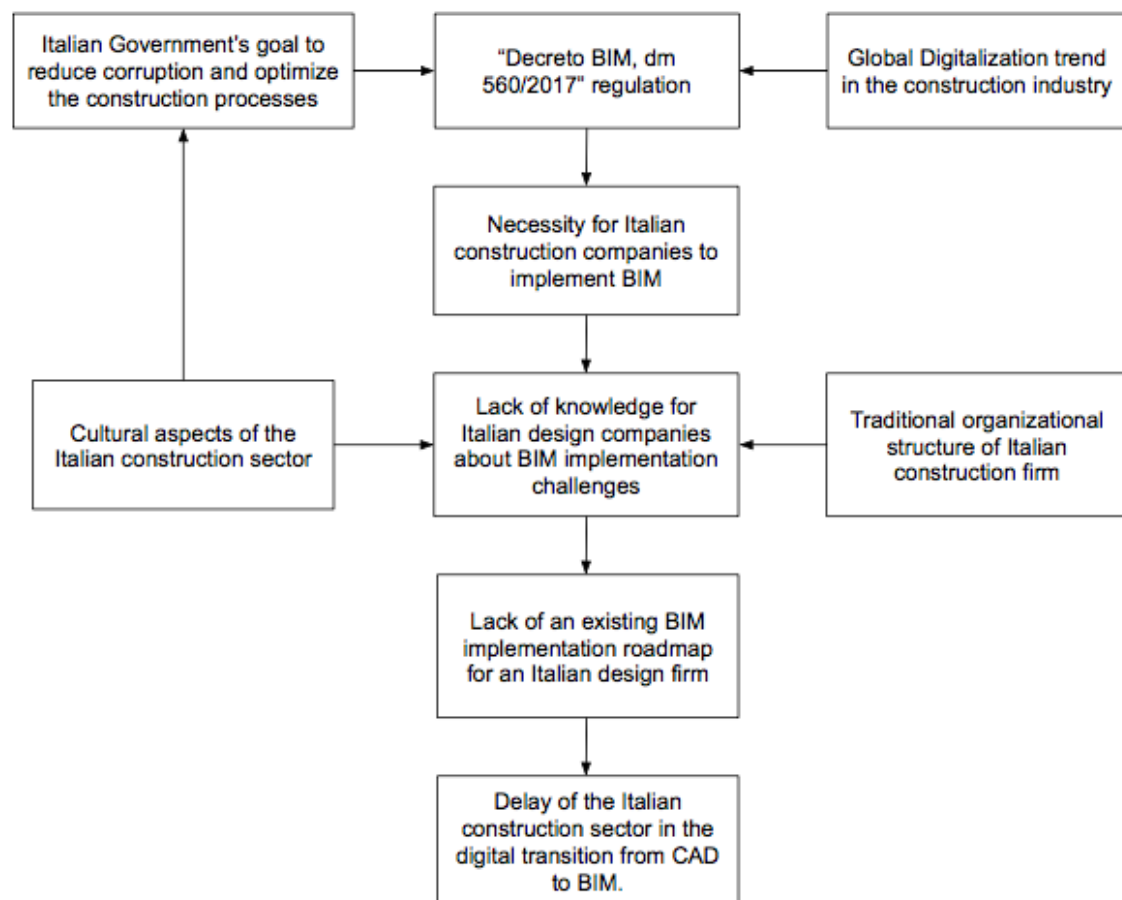 Italian Government's goal to
reduce corruption and optimize
the construction processes
“Decreto BIM, dm
560/2017" regulation
Global Digitalization trend
in the construction industry
Necessity for Italian
construction companies to
implement BIM
Cultural aspects of the
Italian construction sector
Lack of knowledge for
Italian design companies
about BIM implementation
challenges
Traditional organizational
structure of Italian
construction firm
Lack of an existing BIM
implementation roadmap
for an Italian design firm
Delay of the Italian
construction sector in the
digital transition from CAD
to BIM.